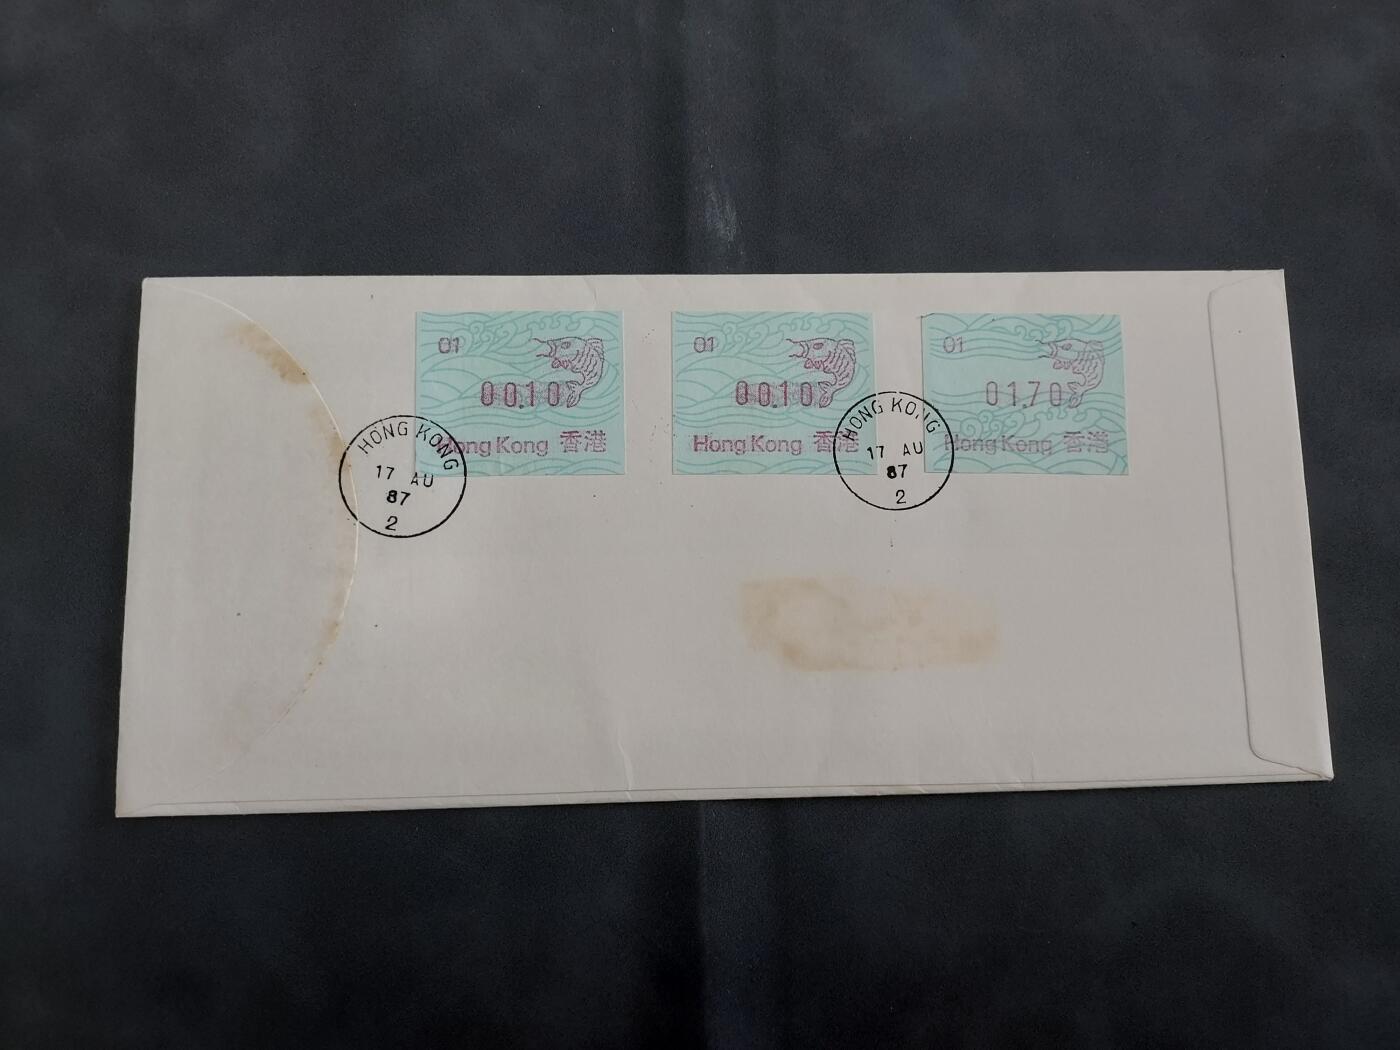 01
00.10
Hong Kong 香港
01
00.10
Hong Kong 香港
01
01.70
Hong Kong 香港
HONG KONG
17 AU
87
2
HONG KONG
17 AU
87
2